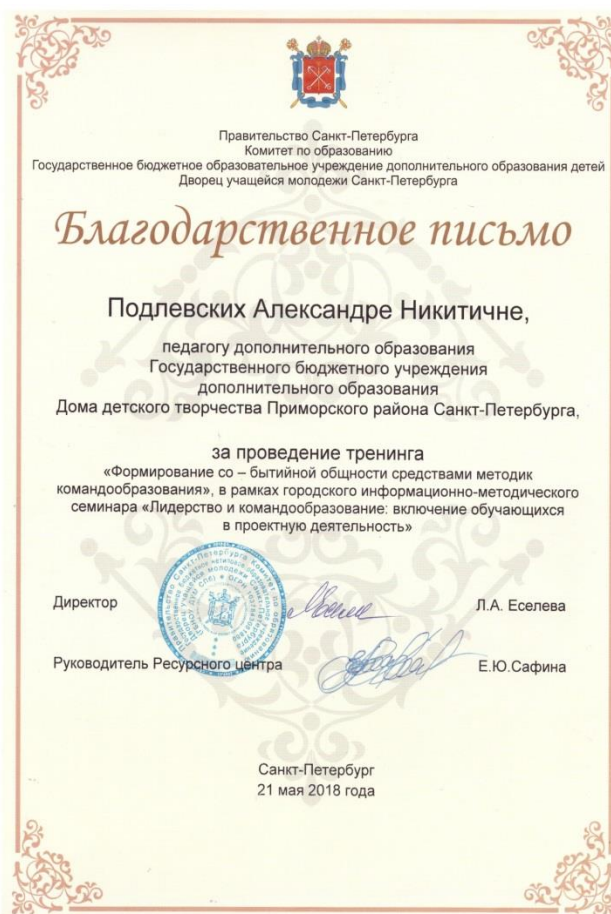 Правительство Санкт-Петербурга
Комитет по образованию
Государственное бюджетное образовательное учреждение дополнительного образования детей
Дворец учащейся молодежи Санкт-Петербурга
Благодарственное письмо
Подлевских Александре Никитичне,
педагогу дополнительного образования
Государственного бюджетного учреждения
дополнительного образования
Дома детского творчества Приморского района Санкт-Петербурга,
за проведение тренинга
«Формирование со – бытийной общности средствами методик
командообразования», в рамках городского информационно-методического
семинара «Лидерство и командообразование: включение обучающихся
в проектную деятельность»
Директор Л.А. Еселева
Руководитель Ресурсного центра Е.Ю.Сафина
Санкт-Петербург
21 мая 2018 года